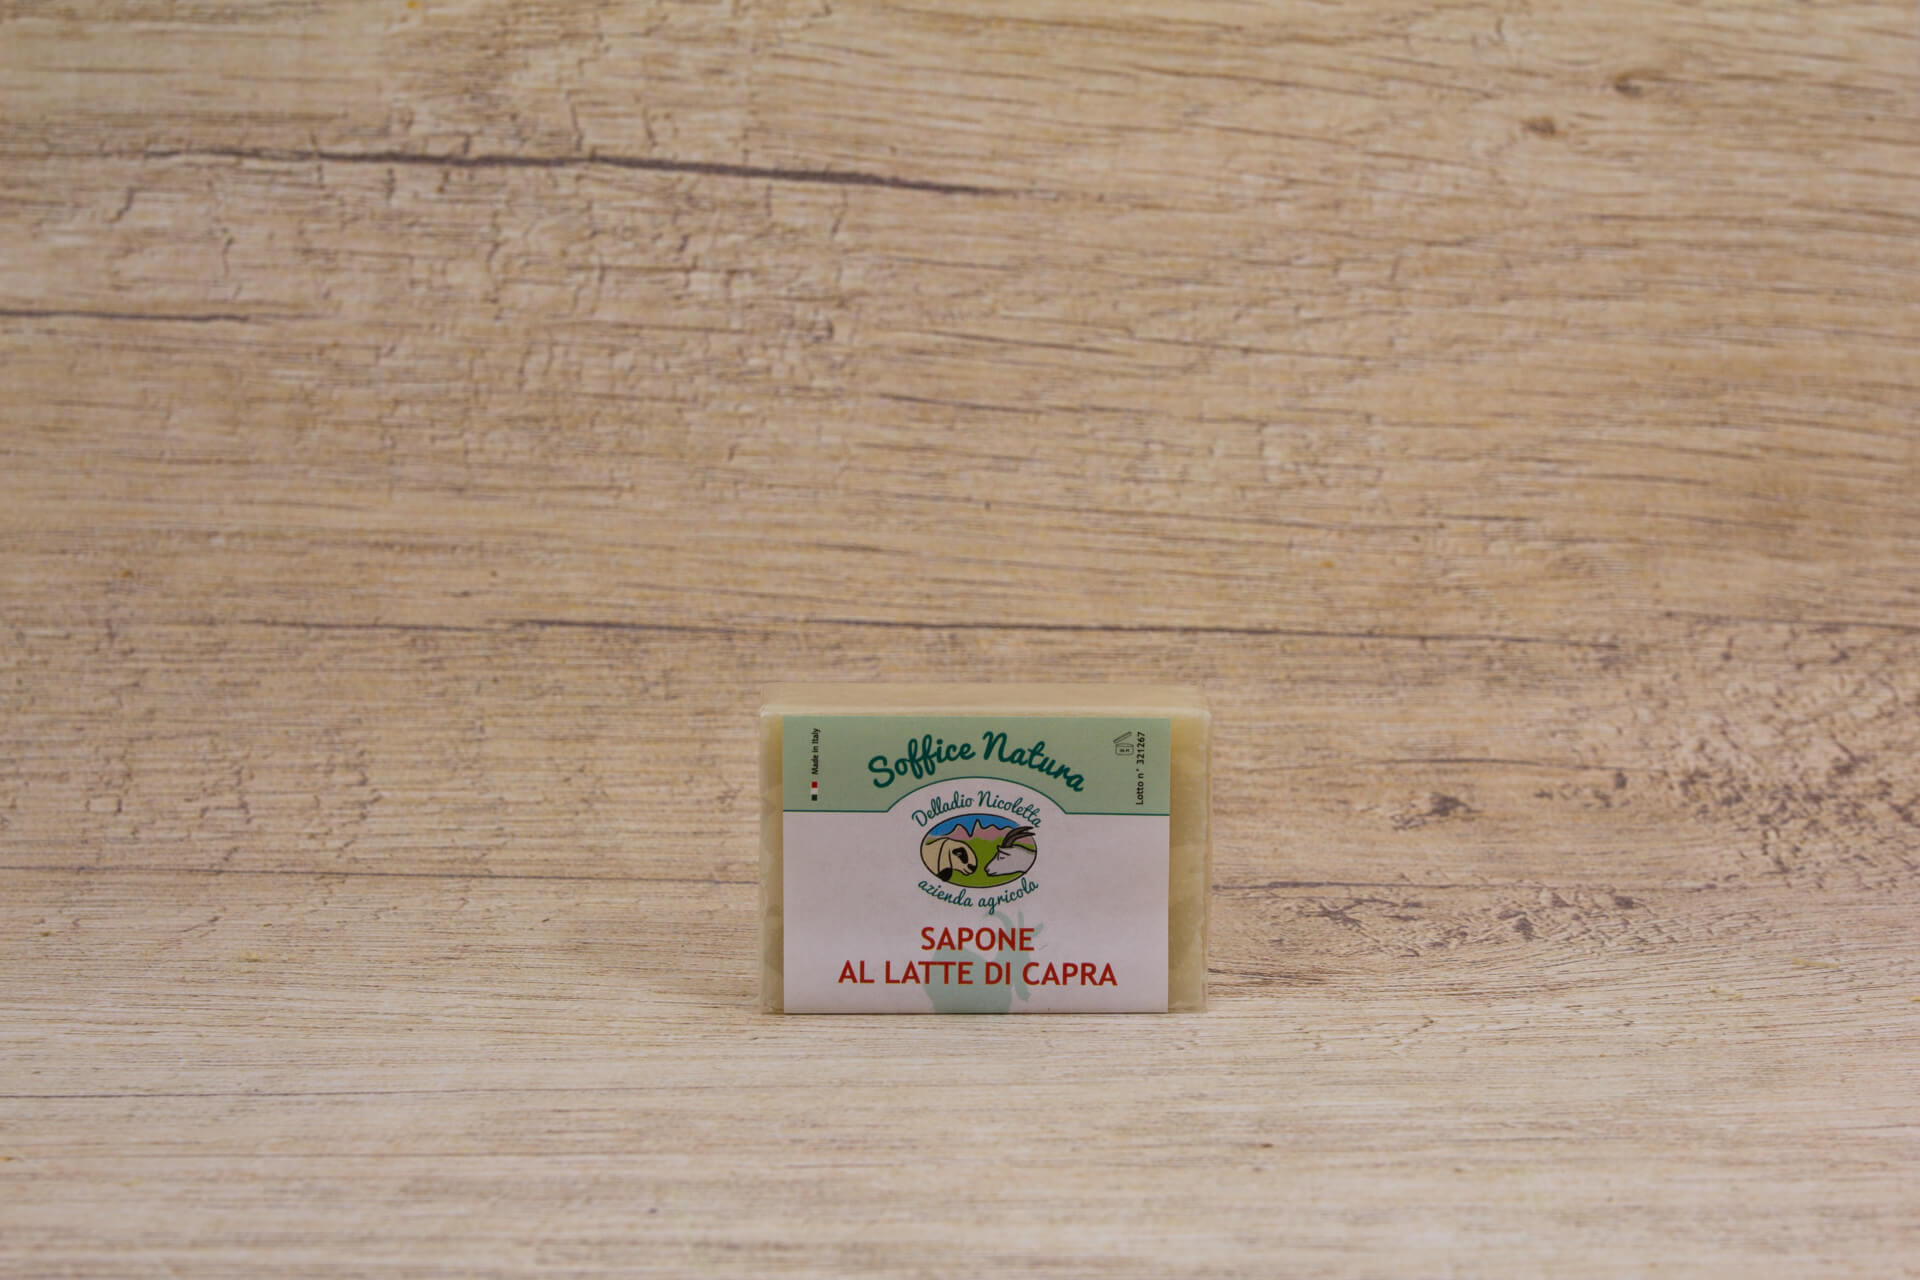 Made in Italy
Soffice Natura
Lotto n° 321267
Delladio Nicoletta
azienda agricola
SAPONE
AL LATTE DI CAPRA